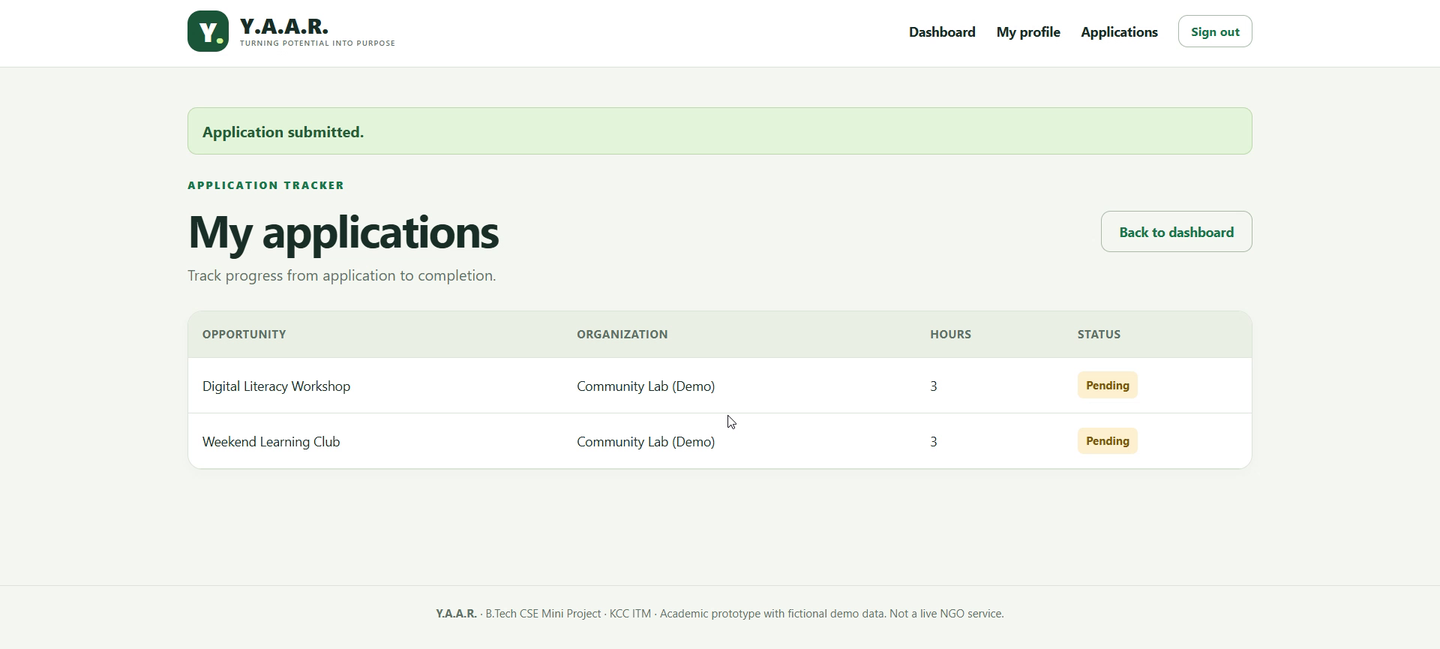 Y.
Y.A.A.R.
TURNING POTENTIAL INTO PURPOSE
Dashboard My profile Applications Sign out
Application submitted.
APPLICATION TRACKER
My applications
Back to dashboard
Track progress from application to completion.
OPPORTUNITY ORGANIZATION HOURS STATUS
Digital Literacy Workshop Community Lab (Demo) 3 Pending
Weekend Learning Club Community Lab (Demo) 3 Pending
Y.A.A.R. · B.Tech CSE Mini Project · KCC ITM · Academic prototype with fictional demo data. Not a live NGO service.